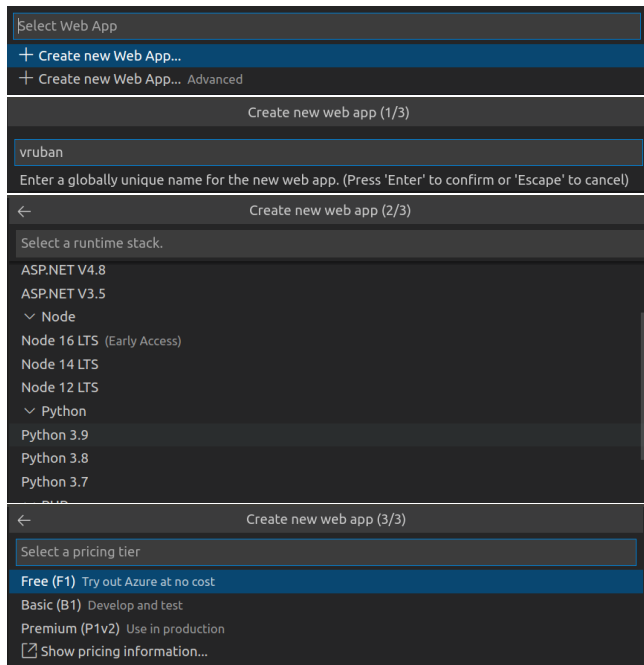 Select Web App
+ Create new Web App...
+ Create new Web App... Advanced
Create new web app (1/3)
vruban
Enter a globally unique name for the new web app. (Press 'Enter' to confirm or 'Escape' to cancel)
Create new web app (2/3)
Select a runtime stack.
ASP.NET V4.8
ASP.NET V3.5
Node
Node 16 LTS (Early Access)
Node 14 LTS
Node 12 LTS
Python
Python 3.9
Python 3.8
Python 3.7
Create new web app (3/3)
Select a pricing tier
Free (F1) Try out Azure at no cost
Basic (B1) Develop and test
Premium (P1v2) Use in production
Show pricing information...